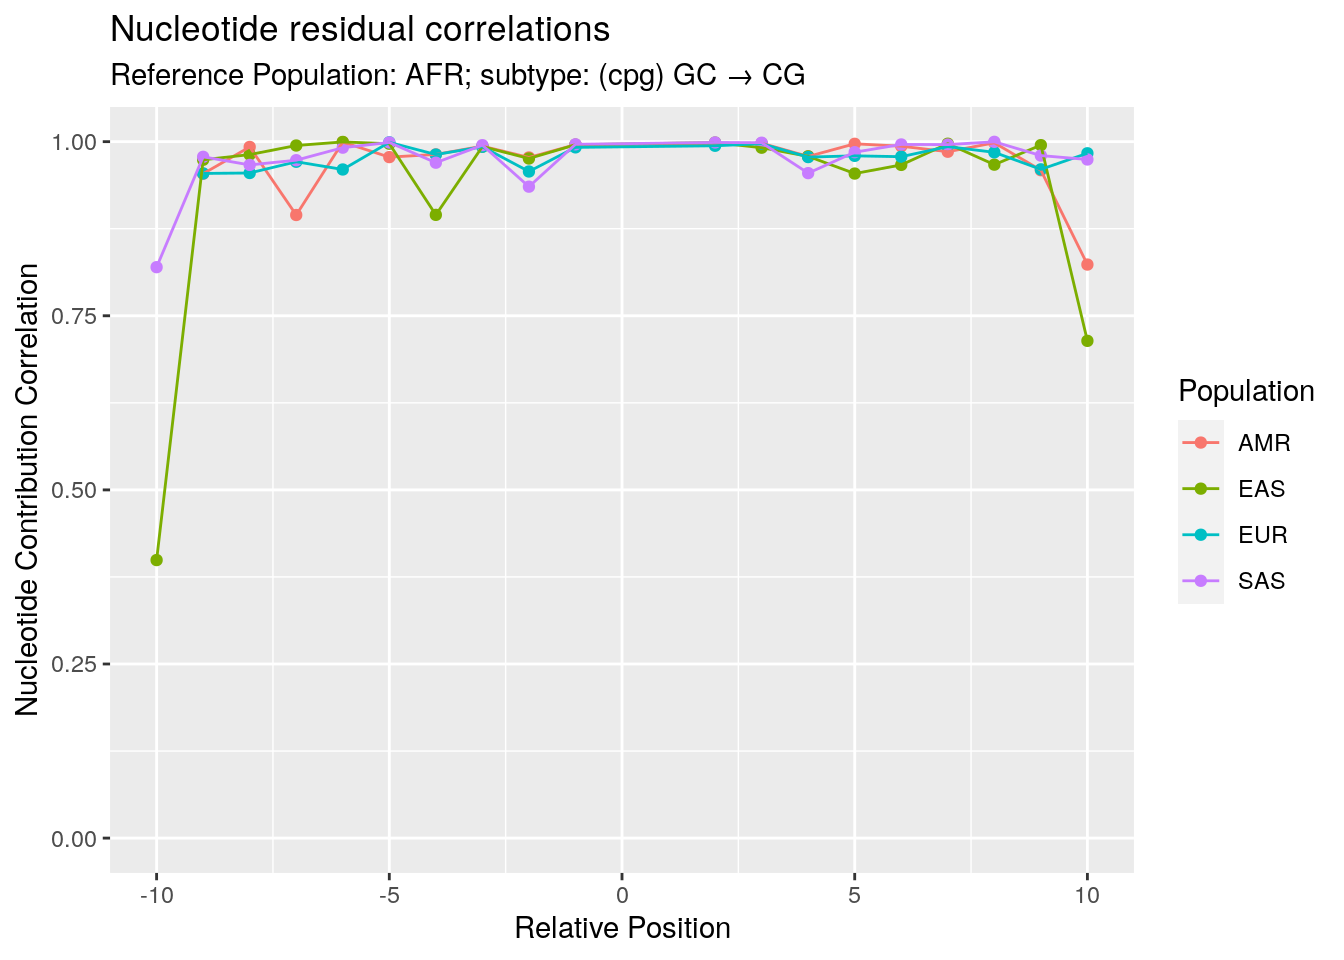 Nucleotide residual correlations
Reference Population: AFR; subtype: (cpg) GC → CG
1.00
0.75
0.50
0.25
0.00
Nucleotide Contribution Correlation
-10
-5
0
5
10
Relative Position
Population
AMR
EAS
EUR
SAS